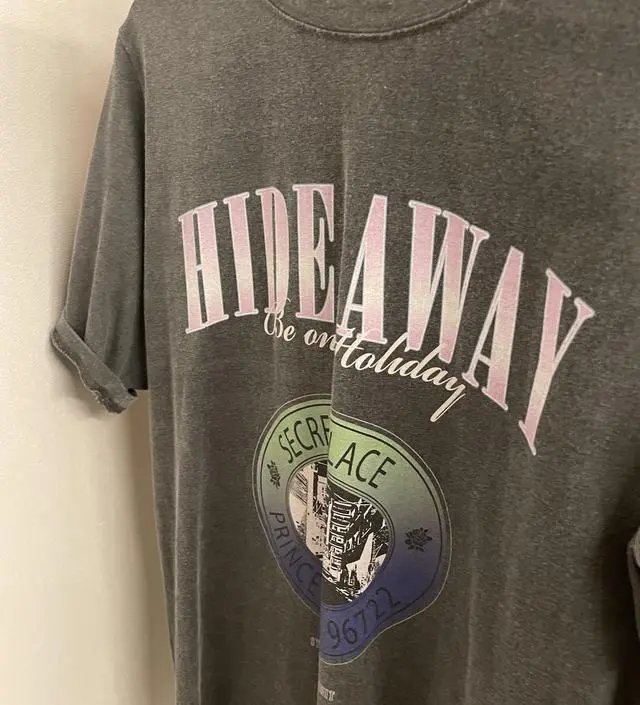 HIDEAWAY
Be on Holiday
SECRE ACE
PRINCE 96722